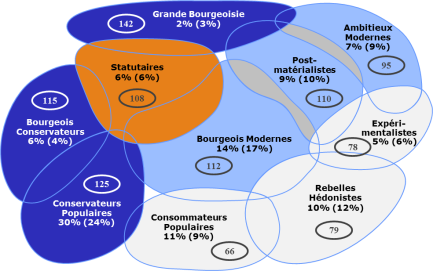 Grande Bourgeoisie
2% (3%)
142
Ambitieux
Modernes
7% (9%)
95
Statutaires
6% (6%)
108
Post-
matérialistes
9% (10%)
110
115
Bourgeois
Conservateurs
6% (4%)
Bourgeois Modernes
14% (17%)
112
Expéri-
mentalistes
5% (6%)
78
125
Conservateurs
Populaires
30% (24%)
Rebelles
Hédonistes
10% (12%)
79
Consommateurs
Populaires
11% (9%)
66